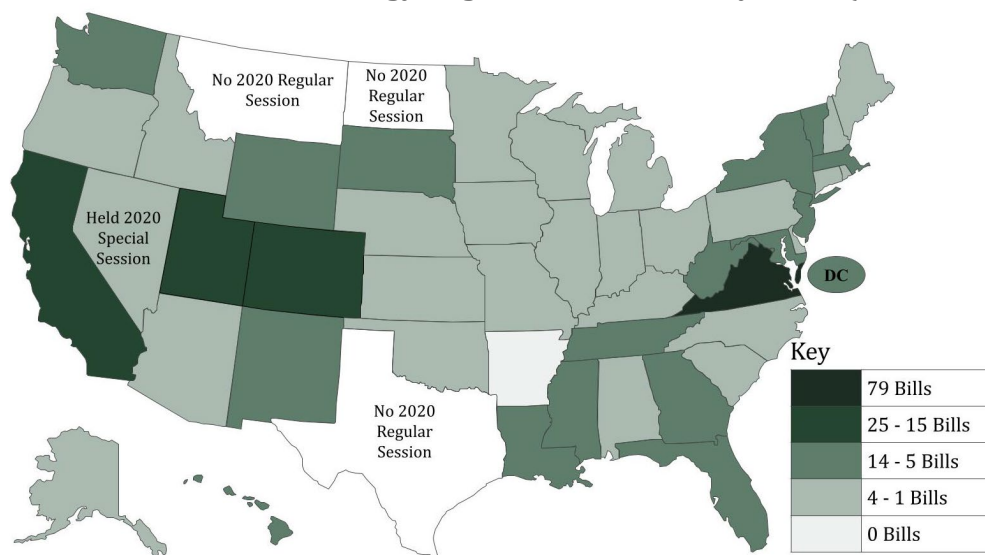 No 2020 Regular
Session
No 2020
Regular
Session
Held 2020
Special
Session
DC
No 2020
Regular
Session
Key
79 Bills
25 - 15 Bills
14 - 5 Bills
4 - 1 Bills
0 Bills